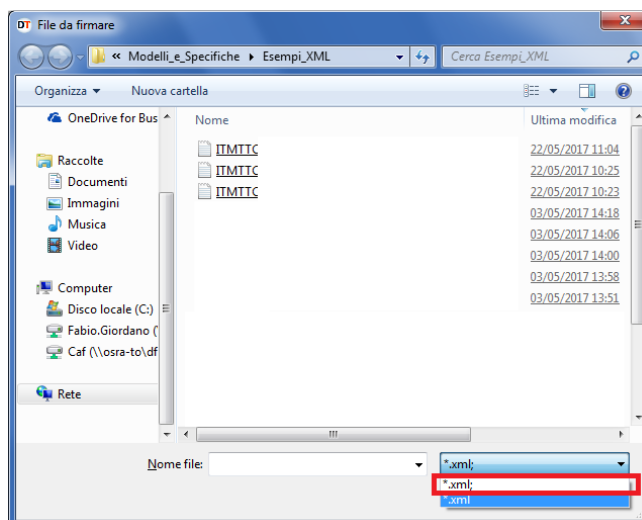 DT File da firmare
« Modelli_e_Specifiche ▸ Esempi_XML
Cerca Esempi_XML
Organizza ▾ Nuova cartella
OneDrive for Bus
Raccolte
Documenti
Immagini
Musica
Video
Computer
Disco locale (C:)
Fabio.Giordano (
Caf (\\osra-to\df
Rete
Nome Ultima modifica
ITMTTC 22/05/2017 11:04
ITMTTC 22/05/2017 10:25
ITMTTC 22/05/2017 10:23
03/05/2017 14:18
03/05/2017 14:06
03/05/2017 14:00
03/05/2017 13:58
03/05/2017 13:51
Nome file:
*.xml;
*.xml;
*.xml